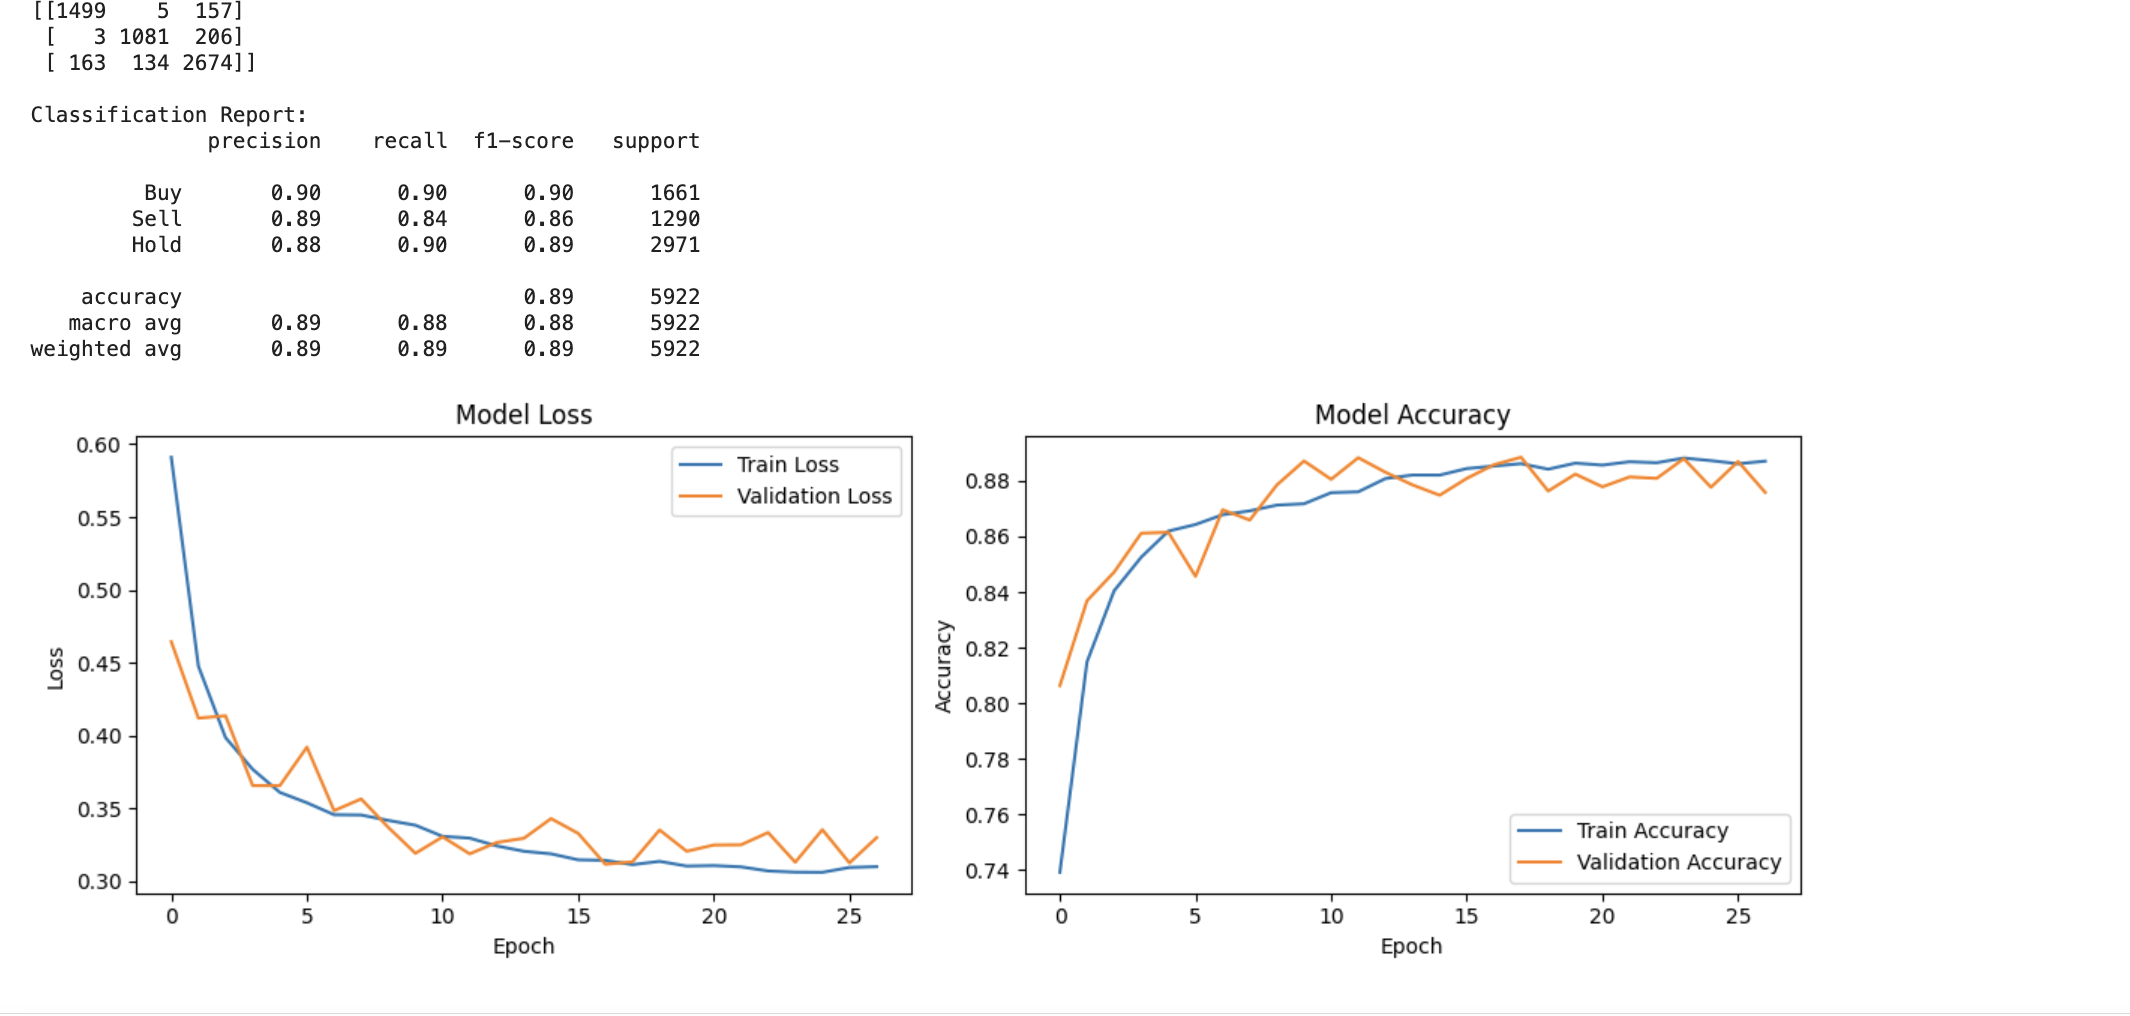 [[1499    5  157]
 [   3 1081  206]
 [ 163  134 2674]]
Classification Report:
              precision    recall  f1-score   support
         Buy       0.90      0.90      0.90      1661
        Sell       0.89      0.84      0.86      1290
        Hold       0.88      0.90      0.89      2971
    accuracy                           0.89      5922
   macro avg       0.89      0.88      0.88      5922
weighted avg       0.89      0.89      0.89      5922
Model Loss
0.60
0.55
0.50
0.45
0.40
0.35
0.30
Loss
Train Loss
Validation Loss
0 5 10 15 20 25
Epoch
Model Accuracy
0.88
0.86
0.84
0.82
0.80
0.78
0.76
0.74
Accuracy
Train Accuracy
Validation Accuracy
0 5 10 15 20 25
Epoch